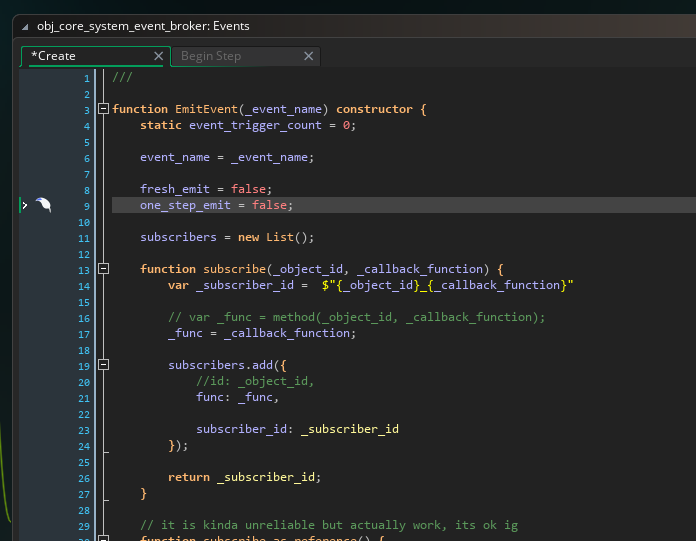 obj_core_system_event_broker: Events
*Create
Begin Step
1 ///
2
3 function EmitEvent(_event_name) constructor {
4 static event_trigger_count = 0;
5
6 event_name = _event_name;
7
8 fresh_emit = false;
9 one_step_emit = false;
10
11 subscribers = new List();
12
13 function subscribe(_object_id, _callback_function) {
14 var _subscriber_id =  $"{_object_id}_{_callback_function}"
15
16 // var _func = method(_object_id, _callback_function);
17 _func = _callback_function;
18
19 subscribers.add({
20 //id: _object_id,
21 func: _func,
22
23 subscriber_id: _subscriber_id
24 });
25
26 return _subscriber_id;
27 }
28
29 // it is kinda unreliable but actually work, its ok ig
30 function subscribe_as_reference() {